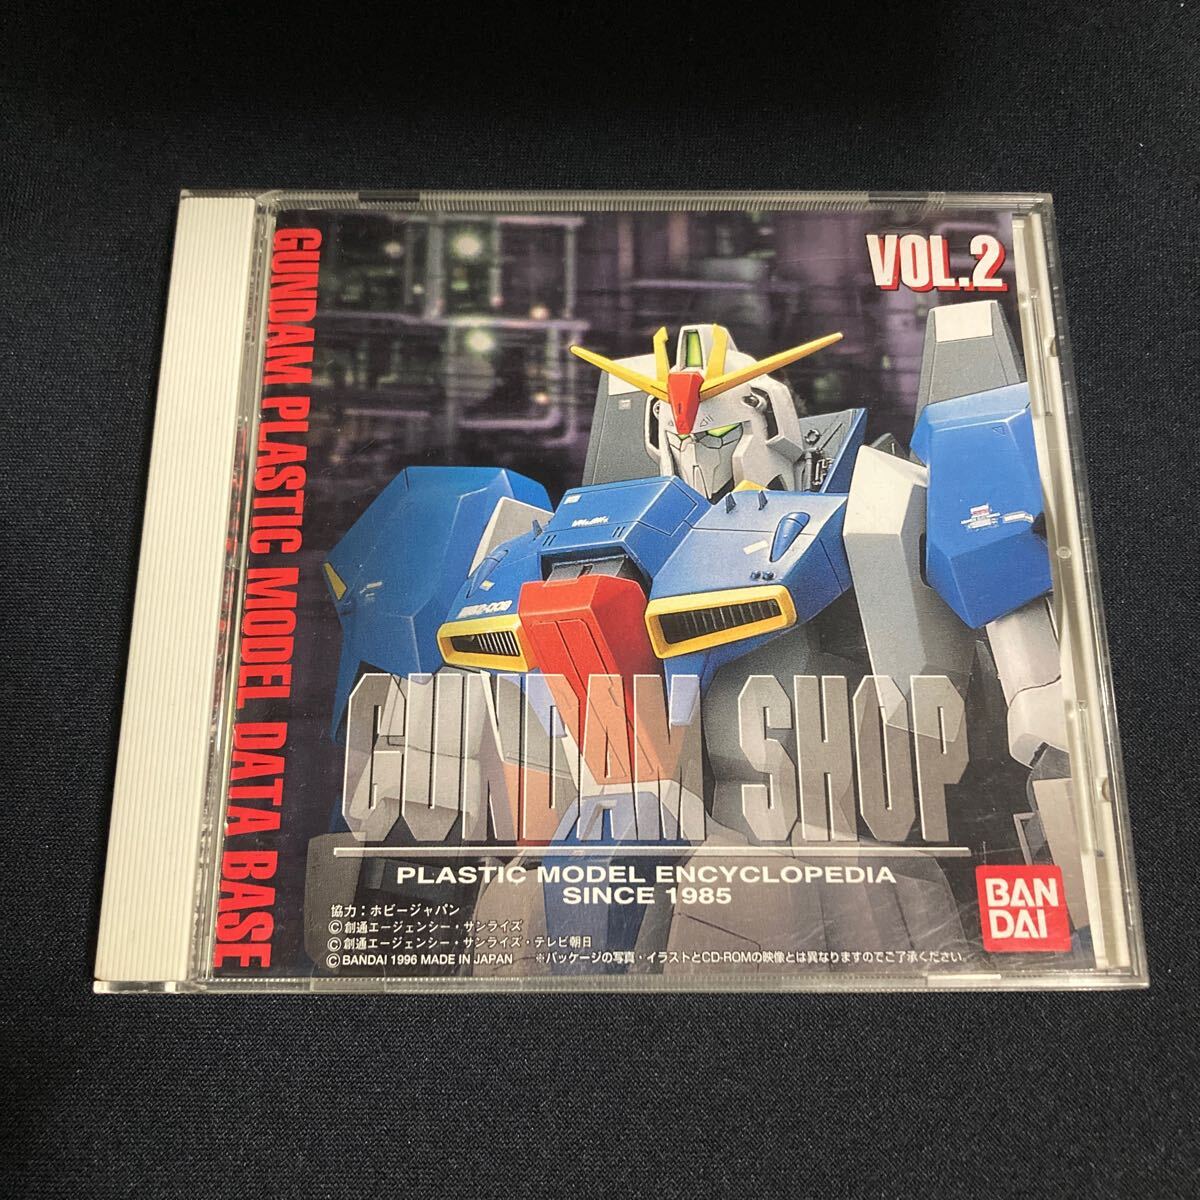 GUNDAM PLASTIC MODEL DATA BASE
VOL.2
GUNDAM SHOP
PLASTIC MODEL ENCYCLOPEDIA
SINCE 1985
協力:ホビージャパン
©創通エージェンシー・サンライズ
©創通エージェンシー・サンライズ・テレビ朝日
©BANDAI 1996 MADE IN JAPAN ※パッケージの写真・イラストとCD-ROMの映像とは異なりますのでご了承ください。
BAN
DAI